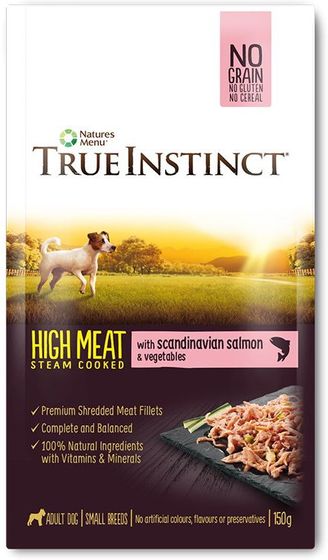 NO
GRAIN
NO GLUTEN
NO CEREAL
Natures
Menu
TRUE INSTINCT
HIGH MEAT
STEAM COOKED
with scandinavian salmon
& vegetables
✓ Premium Shredded Meat Fillets
✓ Complete and Balanced
✓ 100% Natural Ingredients
with Vitamins & Minerals
ADULT DOG | SMALL BREEDS | No artificial colours, flavours or preservatives | 150g